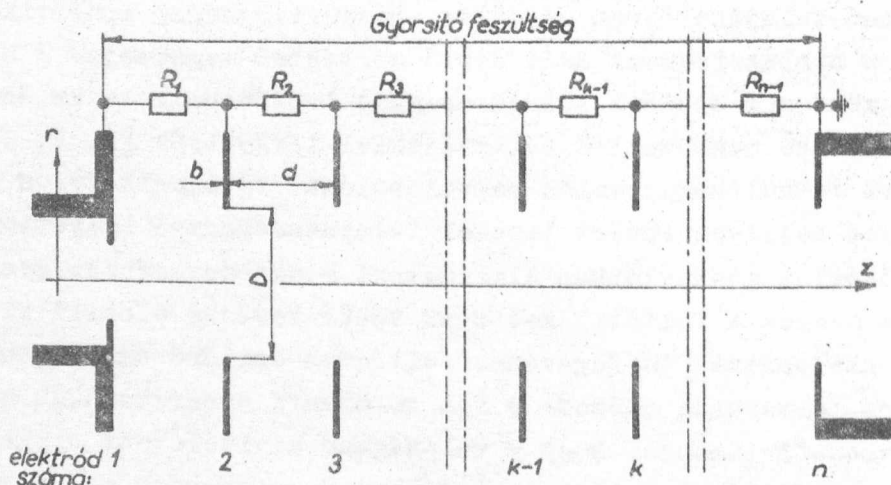 Gyorsító feszültség
R1 R2 R3 Rk-1 Rn-1
r
b d
D
z
elektród 1 2 3 k-1 k n
száma: